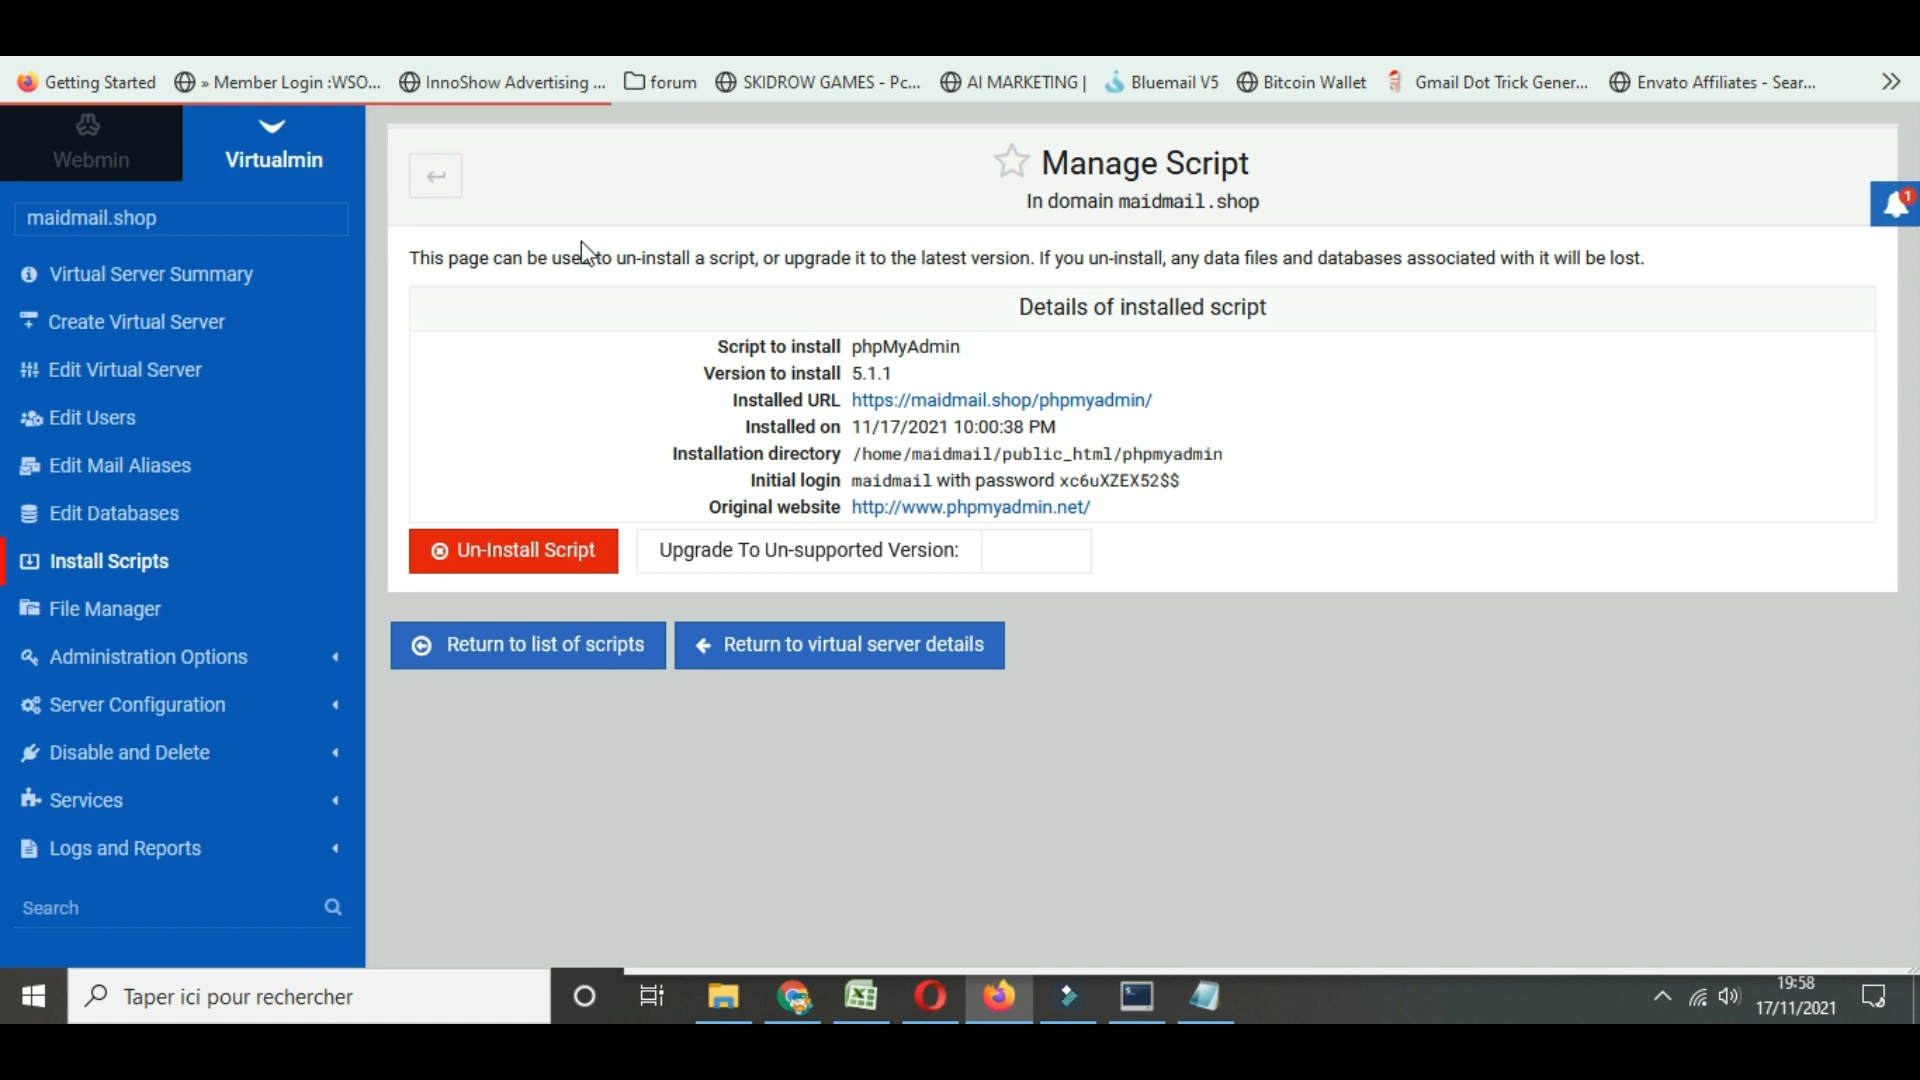 Getting Started » Member Login :WSO... InnoShow Advertising ... forum SKIDROW GAMES - Pc... AI MARKETING | Bluemail V5 Bitcoin Wallet Gmail Dot Trick Gener... Envato Affiliates - Sear...
Webmin
Virtualmin
maidmail.shop
Virtual Server Summary
Create Virtual Server
Edit Virtual Server
Edit Users
Edit Mail Aliases
Edit Databases
Install Scripts
File Manager
Administration Options
Server Configuration
Disable and Delete
Services
Logs and Reports
Search
Manage Script
In domain maidmail.shop
1
This page can be used to un-install a script, or upgrade it to the latest version. If you un-install, any data files and databases associated with it will be lost.
Details of installed script
Script to install phpMyAdmin
Version to install 5.1.1
Installed URL https://maidmail.shop/phpmyadmin/
Installed on 11/17/2021 10:00:38 PM
Installation directory /home/maidmail/public_html/phpmyadmin
Initial login maidmail with password xc6uXZEX52$$
Original website http://www.phpmyadmin.net/
Un-Install Script
Upgrade To Un-supported Version:
Return to list of scripts
Return to virtual server details
Taper ici pour rechercher
19:58
17/11/2021